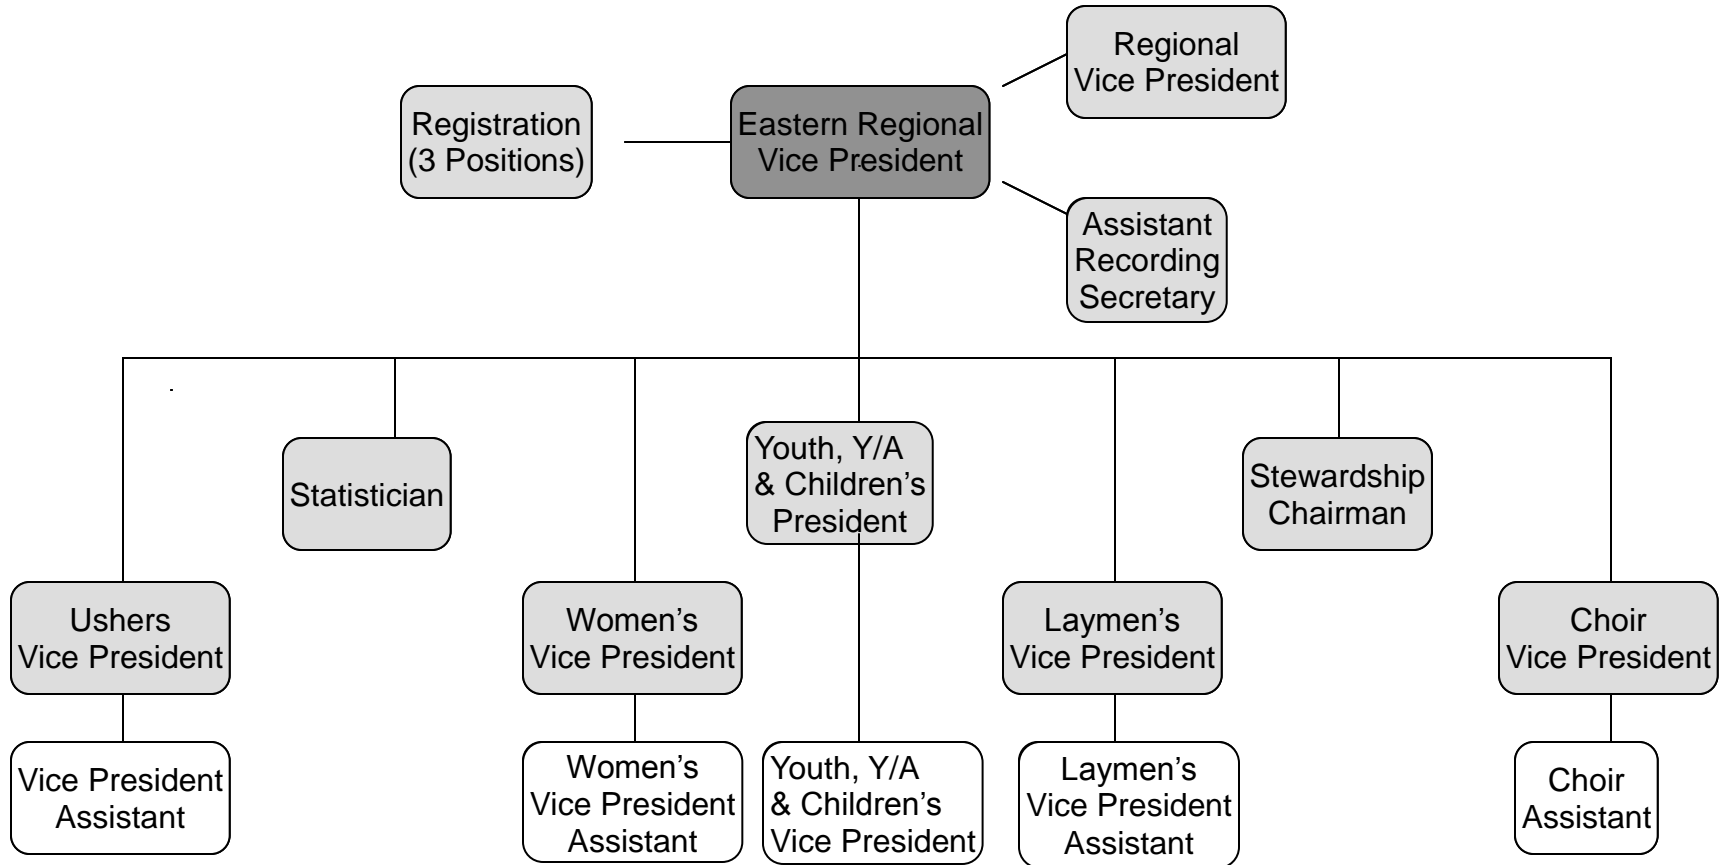 Regional
Vice President
Registration
(3 Positions)
Eastern Regional
Vice President
Assistant
Recording
Secretary
Statistician
Youth, Y/A
& Children’s
President
Stewardship
Chairman
Ushers
Vice President
Women’s
Vice President
Laymen’s
Vice President
Choir
Vice President
Vice President
Assistant
Women’s
Vice President
Assistant
Youth, Y/A
& Children’s
Vice President
Laymen’s
Vice President
Assistant
Choir
Assistant